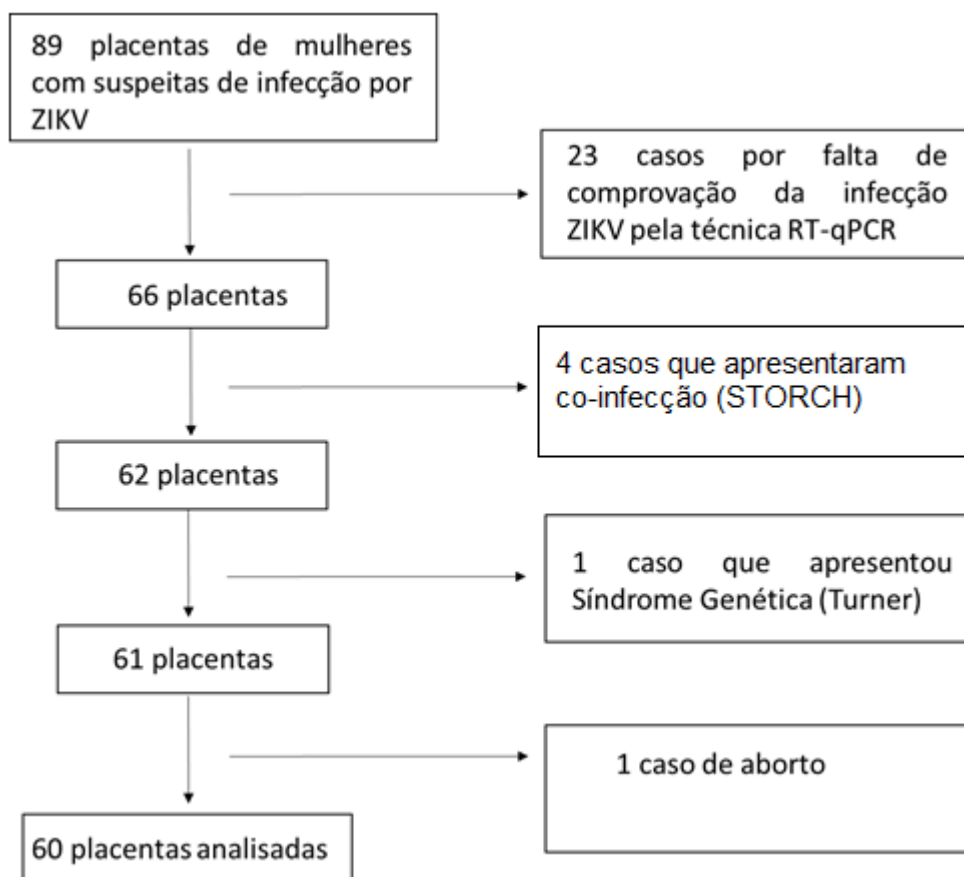 89 placentas de mulheres
com suspeitas de infecção por
ZIKV
23 casos por falta de
comprovação da infecção
ZIKV pela técnica RT-qPCR
66 placentas
4 casos que apresentaram
co-infecção (STORCH)
62 placentas
1 caso que apresentou
Síndrome Genética (Turner)
61 placentas
1 caso de aborto
60 placentas analisadas